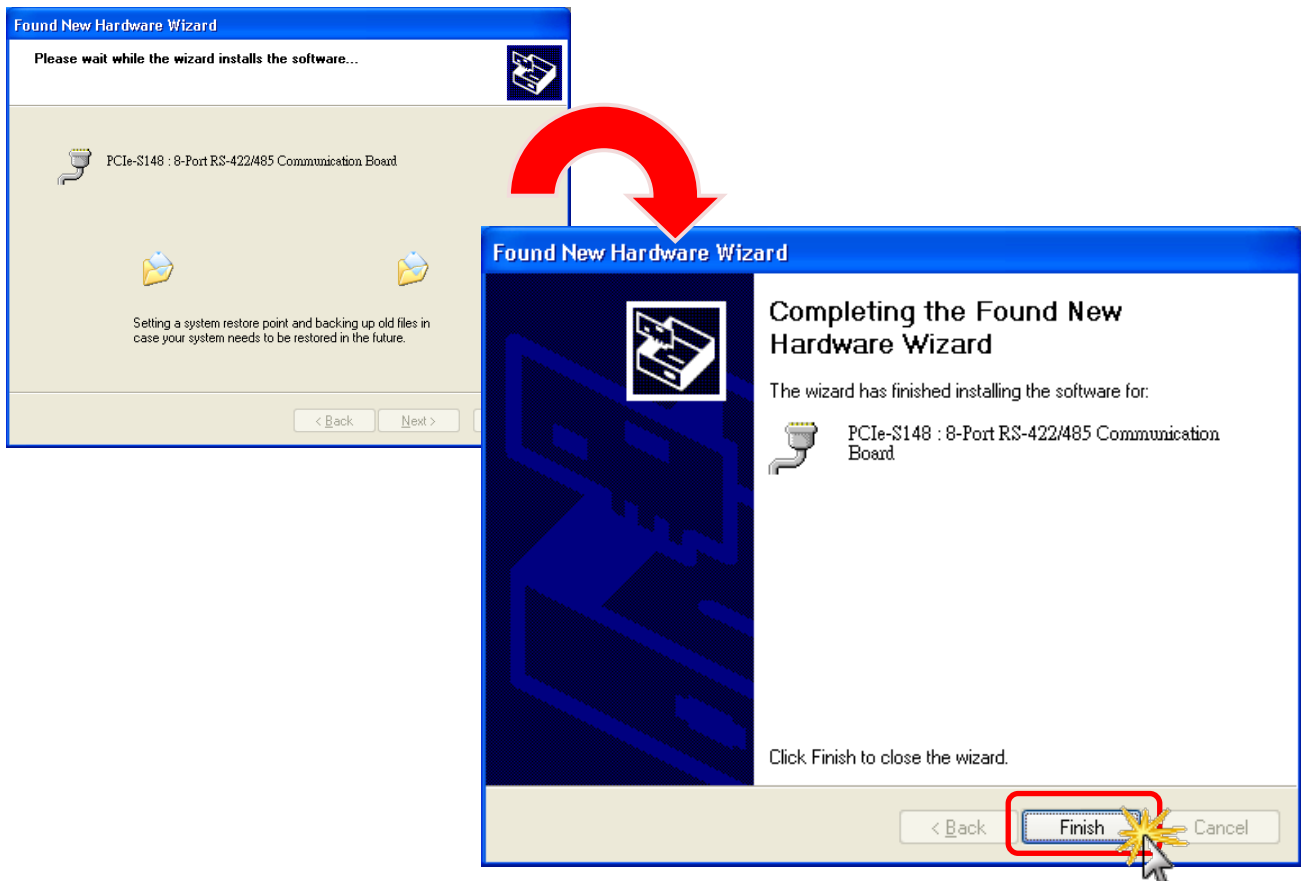 Found New Hardware Wizard
Please wait while the wizard installs the software...
PCIe-S148 : 8-Port RS-422/485 Communication Board
Setting a system restore point and backing up old files in
case your system needs to be restored in the future.
< Back
Next >
Found New Hardware Wizard
Completing the Found New
Hardware Wizard
The wizard has finished installing the software for:
PCIe-S148 : 8-Port RS-422/485 Communication
Board
Click Finish to close the wizard.
< Back
Finish
Cancel